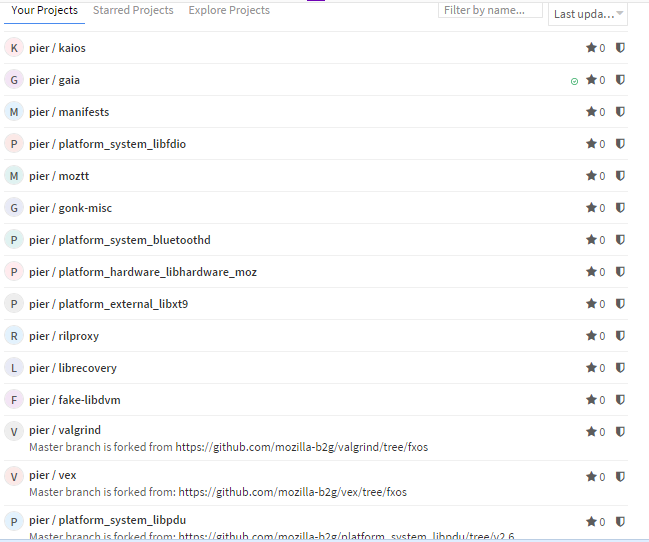 Your Projects Starred Projects Explore Projects Filter by name... Last upda...
K pier / kaios 0
G pier / gaia 0
M pier / manifests 0
P pier / platform_system_libfdio 0
M pier / moztt 0
G pier / gonk-misc 0
P pier / platform_system_bluetoothd 0
P pier / platform_hardware_libhardware_moz 0
P pier / platform_external_libxt9 0
R pier / rilproxy 0
L pier / librecovery 0
F pier / fake-libdvm 0
V pier / valgrind 0
Master branch is forked from https://github.com/mozilla-b2g/valgrind/tree/fxos
V pier / vex 0
Master branch is forked from: https://github.com/mozilla-b2g/vex/tree/fxos
P pier / platform_system_libpdu 0
Master branch is forked from: https://github.com/mozilla-b2g/platform_system_libpdu/tree/v2.6